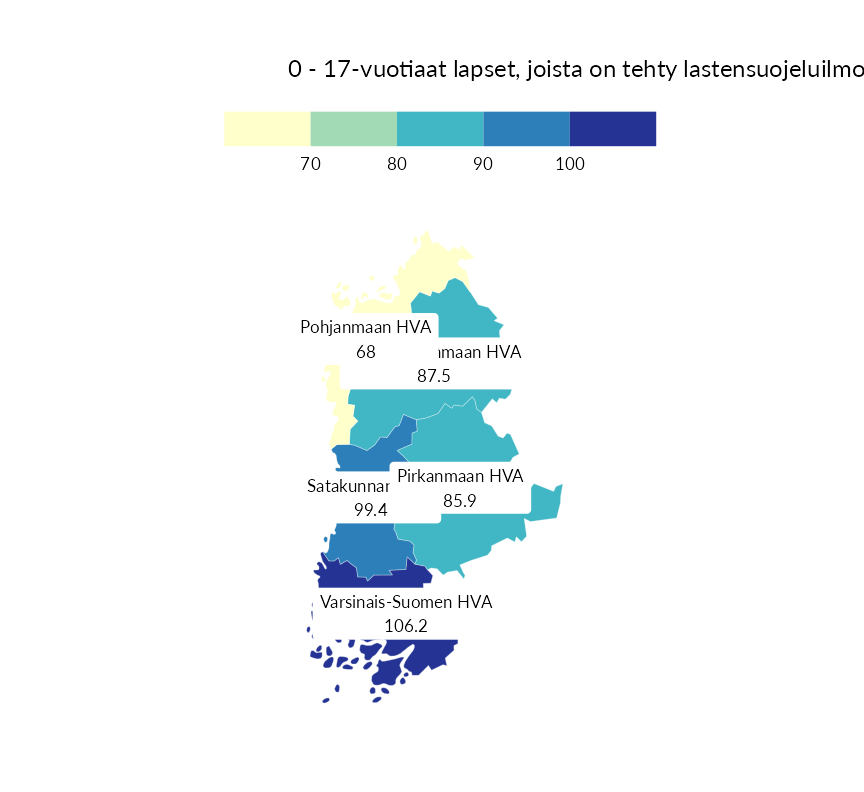 0 - 17-vuotiaat lapset, joista on tehty lastensuojeluilmo
70 80 90 100
Pohjanmaan HVA
68
nmaan HVA
87.5
Pirkanmaan HVA
85.9
Satakunnan
99.4
Varsinais-Suomen HVA
106.2